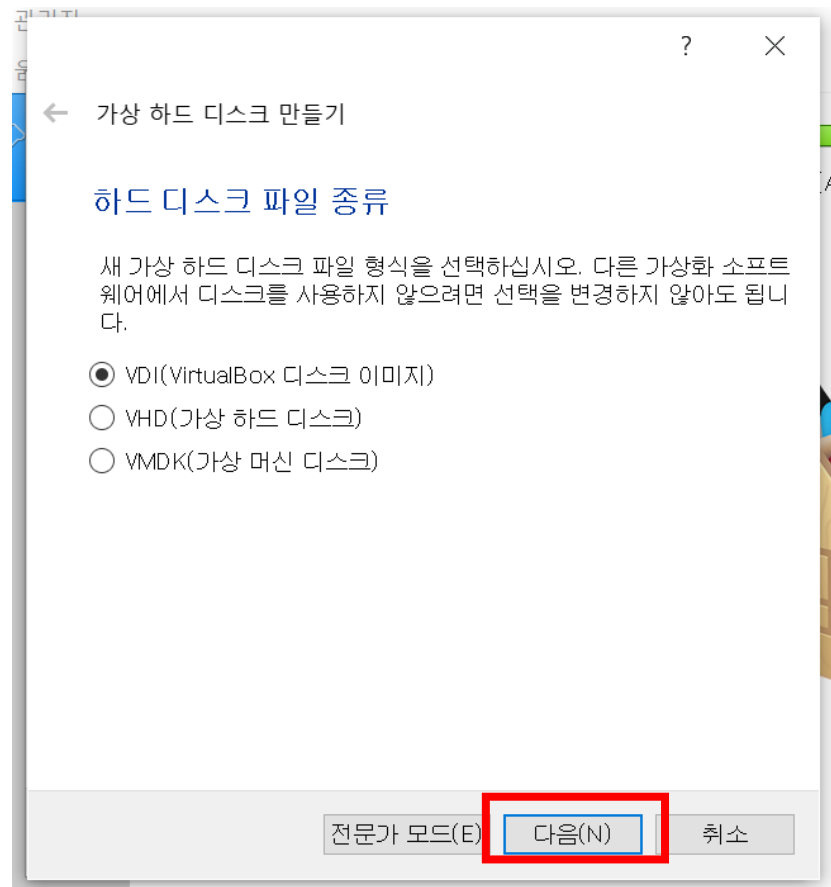 ?
가상 하드 디스크 만들기
하드 디스크 파일 종류
새 가상 하드 디스크 파일 형식을 선택하십시오. 다른 가상화 소프트
웨어에서 디스크를 사용하지 않으려면 선택을 변경하지 않아도 됩니
다.
VDI(VirtualBox 디스크 이미지)
VHD(가상 하드 디스크)
VMDK(가상 머신 디스크)
전문가 모드(E) 다음(N) 취소